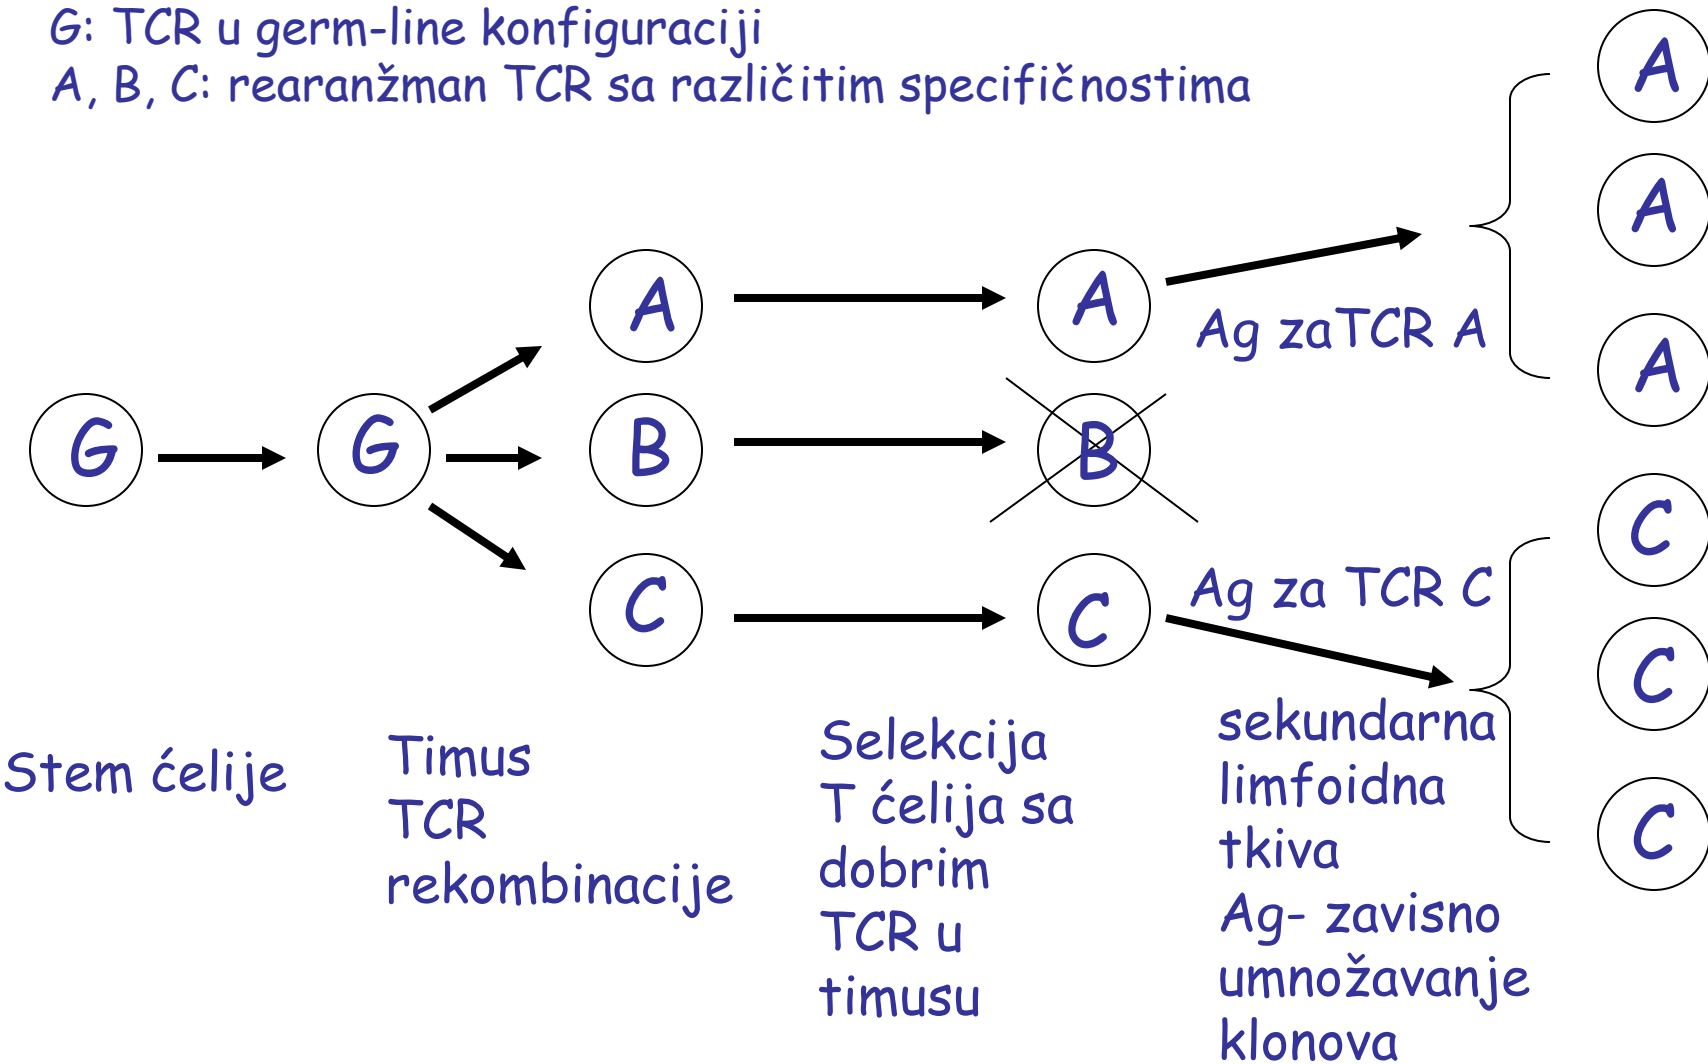 G: TCR u germ-line konfiguraciji
A, B, C: rearanžman TCR sa različitim specifičnostima
A
A
A
A
A
Ag zaTCR A
G
G
B
B
C
C
Ag za TCR C
C
C
C
Stem ćelije
Timus
TCR
rekombinacije
Selekcija
T ćelija sa
dobrim
TCR u
timusu
sekundarna
limfoidna
tkiva
Ag- zavisno
umnožavanje
klonova